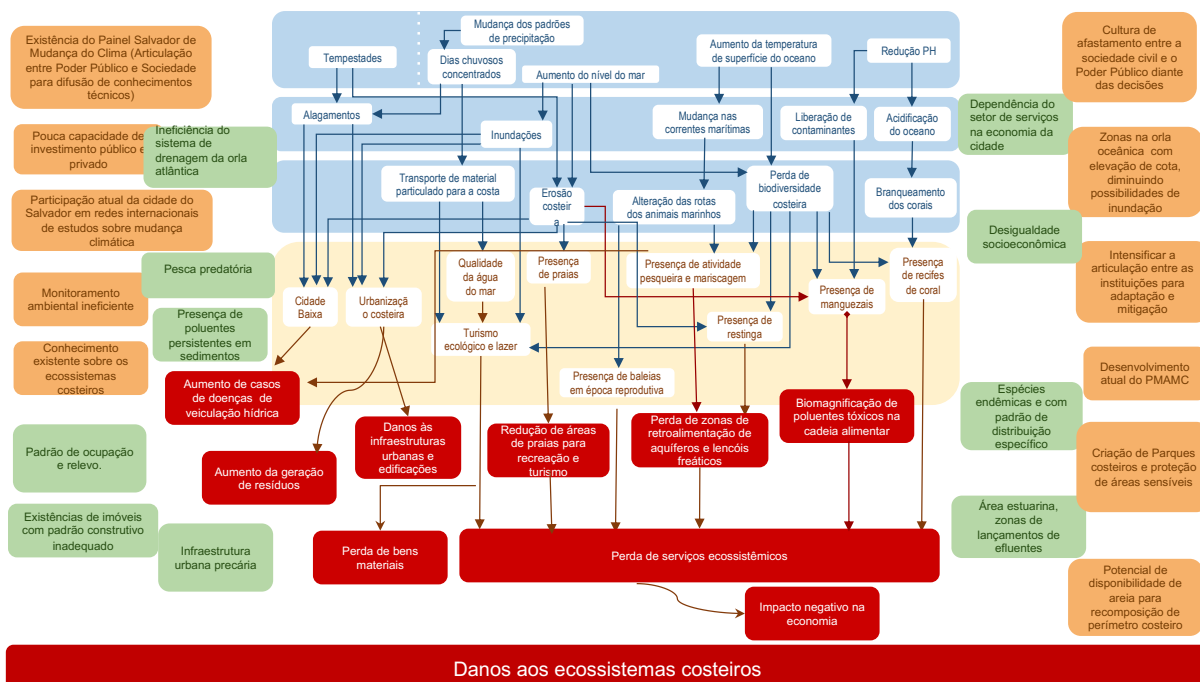 Existência do Painel Salvador de
Mudança do Clima (Articulação
entre Poder Público e Sociedade
para difusão de conhecimentos
técnicos)
Pouca capacidade de
investimento público e
privado
Ineficiência do
sistema de
drenagem da orla
atlântica
Participação atual da cidade do
Salvador em redes internacionais
de estudos sobre mudança
climática
Pesca predatória
Monitoramento
ambiental ineficiente
Presença de
poluentes
persistentes em
sedimentos
Conhecimento
existente sobre os
ecossistemas
costeiros
Padrão de ocupação
e relevo.
Existências de imóveis
com padrão construtivo
inadequado
Infraestrutura
urbana precária
Mudança dos padrões
de precipitação
Tempestades
Dias chuvosos
concentrados
Aumento do nível do mar
Aumento da temperatura
de superfície do oceano
Redução PH
Alagamentos
Inundações
Mudança nas
correntes marítimas
Liberação de
contaminantes
Acidificação
do oceano
Transporte de material
particulado para a costa
Erosão
costeir
a
Alteração das rotas
dos animais marinhos
Perda de
biodiversidade
costeira
Branqueamento
dos corais
Cidade
Baixa
Urbanizaçã
o costeira
Qualidade
da água
do mar
Presença
de praias
Presença de atividade
pesqueira e mariscagem
Presença de
manguezais
Presença
de recifes
de coral
Turismo
ecológico e lazer
Presença de
restinga
Presença de baleias
em época reprodutiva
Aumento de casos
de doenças de
veiculação hídrica
Aumento da geração
de resíduos
Danos às
infraestruturas
urbanas e
edificações
Redução de áreas
de praias para
recreação e
turismo
Perda de zonas de
retroalimentação de
aquíferos e lencóis
freáticos
Biomagnificação de
poluentes tóxicos na
cadeia alimentar
Perda de bens
materiais
Perda de serviços ecossistêmicos
Impacto negativo na
economia
Cultura de
afastamento entre a
sociedade civil e o
Poder Público diante
das decisões
Dependência do
setor de serviços
na economia da
cidade
Zonas na orla
oceânica com
elevação de cota,
diminuindo
possibilidades de
inundação
Desigualdade
socioeconômica
Intensificar a
articulação entre as
instituições para
adaptação e
mitigação
Desenvolvimento
atual do PMAMC
Espécies
endêmicas e com
padrão de
distribuição
específico
Criação de Parques
costeiros e proteção
de áreas sensíveis
Área estuarina,
zonas de
lançamentos de
efluentes
Potencial de
disponibilidade de
areia para
recomposição de
perímetro costeiro
Danos aos ecossistemas costeiros